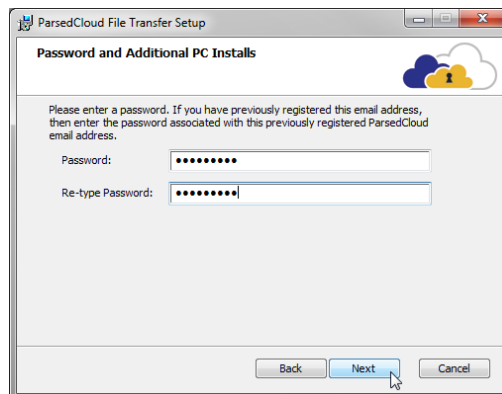 ParsedCloud File Transfer Setup
Password and Additional PC Installs
Please enter a password. If you have previously registered this email address,
then enter the password associated with this previously registered ParsedCloud
email address.
Password: •••••••••
Re-type Password: •••••••••
Back Next Cancel